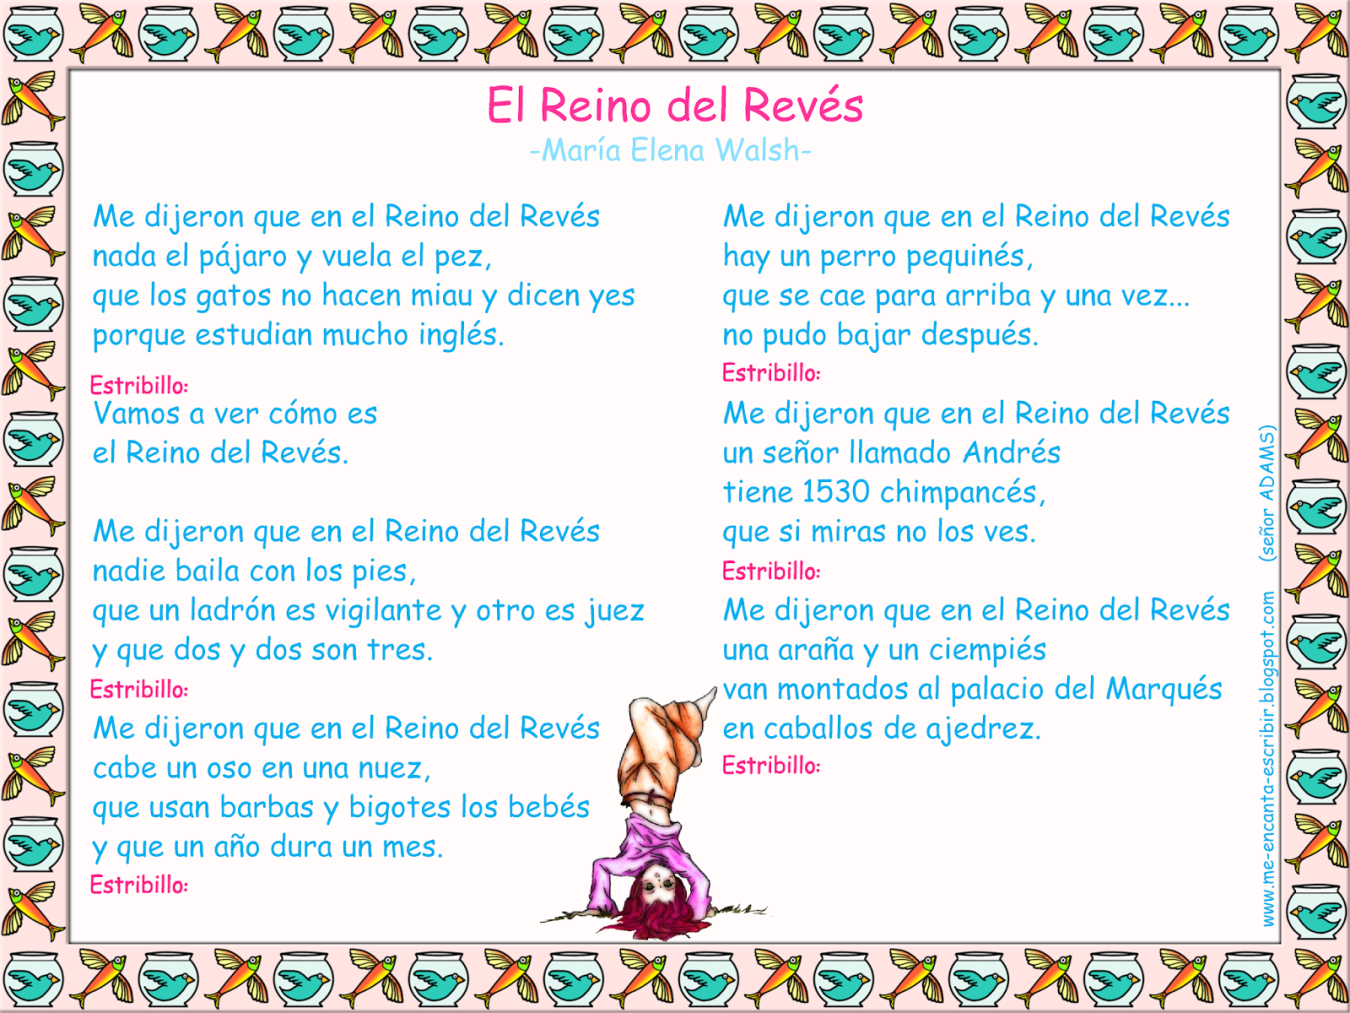 El Reino del Revés
-María Elena Walsh-
Me dijeron que en el Reino del Revés
nada el pájaro y vuela el pez,
que los gatos no hacen miau y dicen yes
porque estudian mucho inglés.
Estribillo:
Vamos a ver cómo es
el Reino del Revés.
Me dijeron que en el Reino del Revés
nadie baila con los pies,
que un ladrón es vigilante y otro es juez
y que dos y dos son tres.
Estribillo:
Me dijeron que en el Reino del Revés
cabe un oso en una nuez,
que usan barbas y bigotes los bebés
y que un año dura un mes.
Estribillo:
Me dijeron que en el Reino del Revés
hay un perro pequinés,
que se cae para arriba y una vez...
no pudo bajar después.
Estribillo:
Me dijeron que en el Reino del Revés
un señor llamado Andrés
tiene 1530 chimpancés,
que si miras no los ves.
Estribillo:
Me dijeron que en el Reino del Revés
una araña y un ciempiés
van montados al palacio del Marqués
en caballos de ajedrez.
Estribillo:
www.me-encanta-escribir.blogspot.com (señor ADAMS)